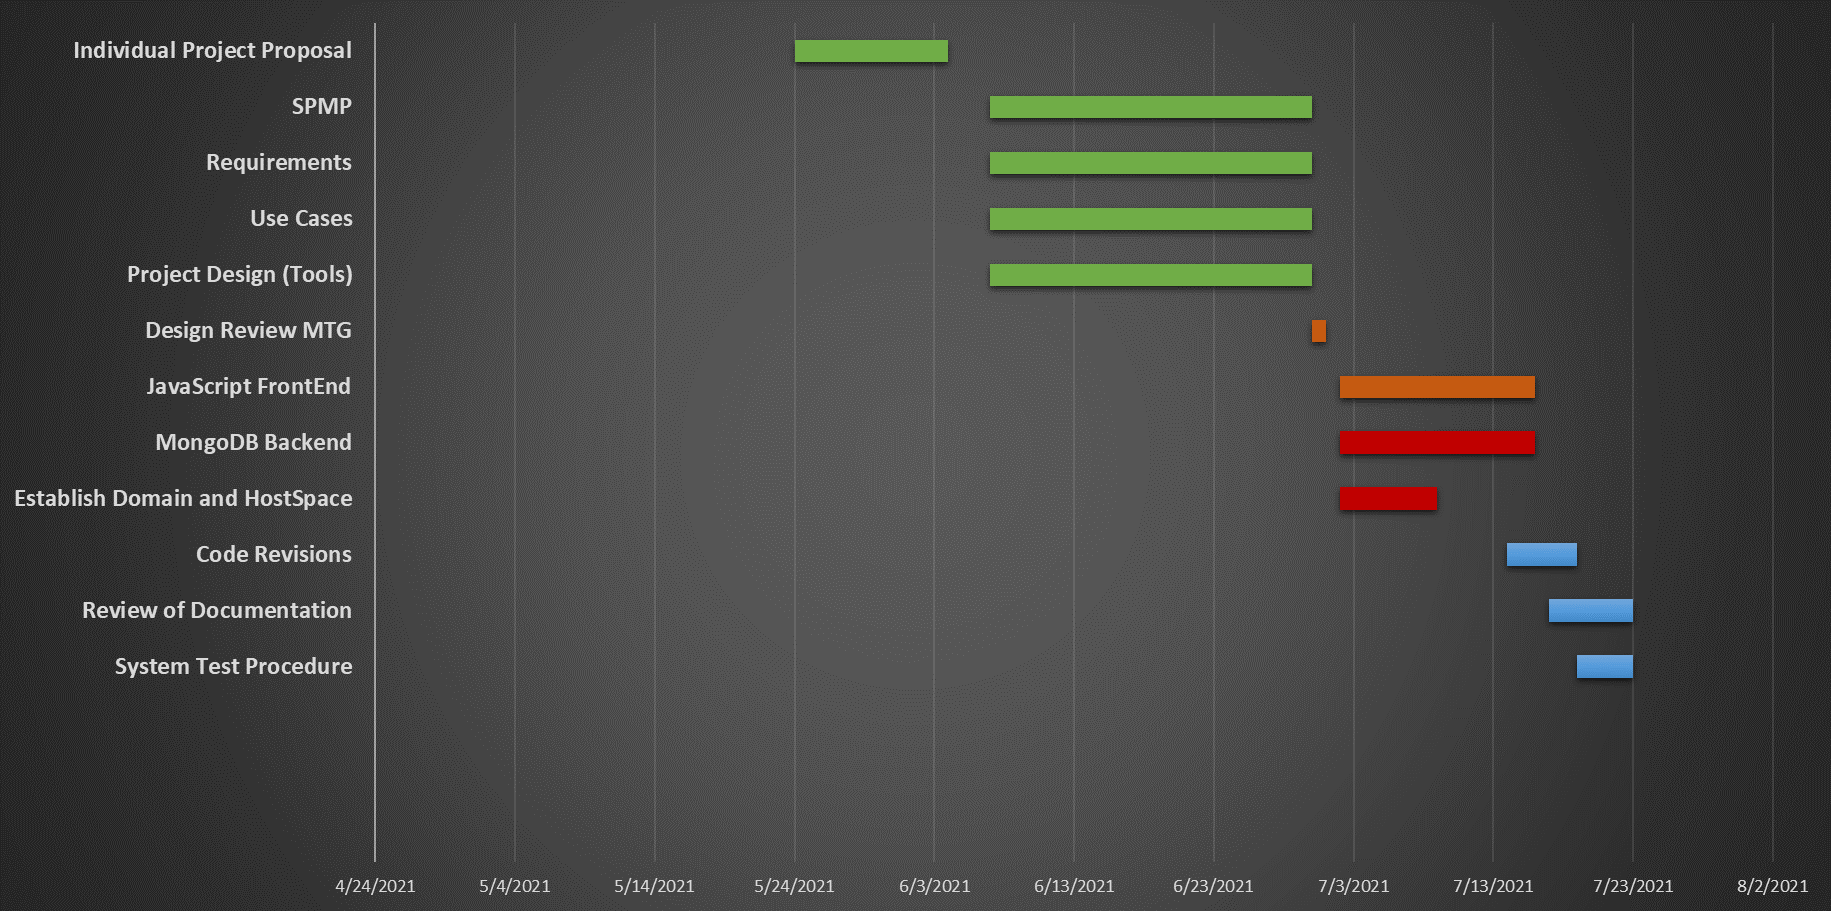 Individual Project Proposal
SPMP
Requirements
Use Cases
Project Design (Tools)
Design Review MTG
JavaScript FrontEnd
MongoDB Backend
Establish Domain and HostSpace
Code Revisions
Review of Documentation
System Test Procedure
4/24/2021 5/4/2021 5/14/2021 5/24/2021 6/3/2021 6/13/2021 6/23/2021 7/3/2021 7/13/2021 7/23/2021 8/2/2021